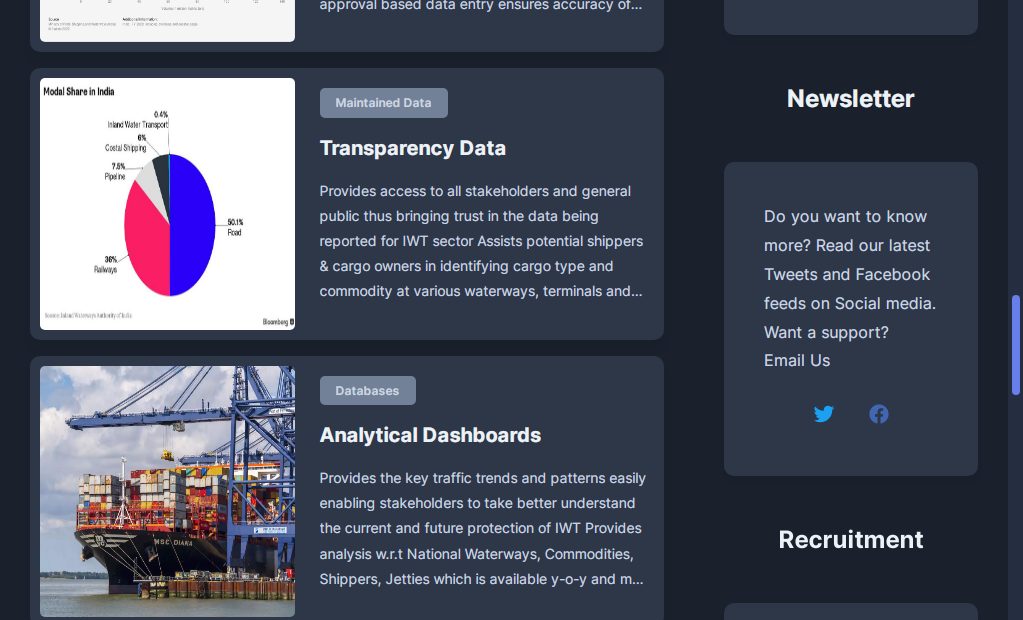 approval based data entry ensures accuracy of...
Modal Share in India
0.4%
Inland Water Transport
6%
Costal Shipping
7.5%
Pipeline
50.1%
Road
36%
Railways
Source: Inland Waterways Authority of India
Bloomberg
Maintained Data
Transparency Data
Provides access to all stakeholders and general
public thus bringing trust in the data being
reported for IWT sector Assists potential shippers
& cargo owners in identifying cargo type and
commodity at various waterways, terminals and...
MSC DIANA
Databases
Analytical Dashboards
Provides the key traffic trends and patterns easily
enabling stakeholders to take better understand
the current and future protection of IWT Provides
analysis w.r.t National Waterways, Commodities,
Shippers, Jetties which is available y-o-y and m...
Newsletter
Do you want to know
more? Read our latest
Tweets and Facebook
feeds on Social media.
Want a support?
Email Us
Recruitment